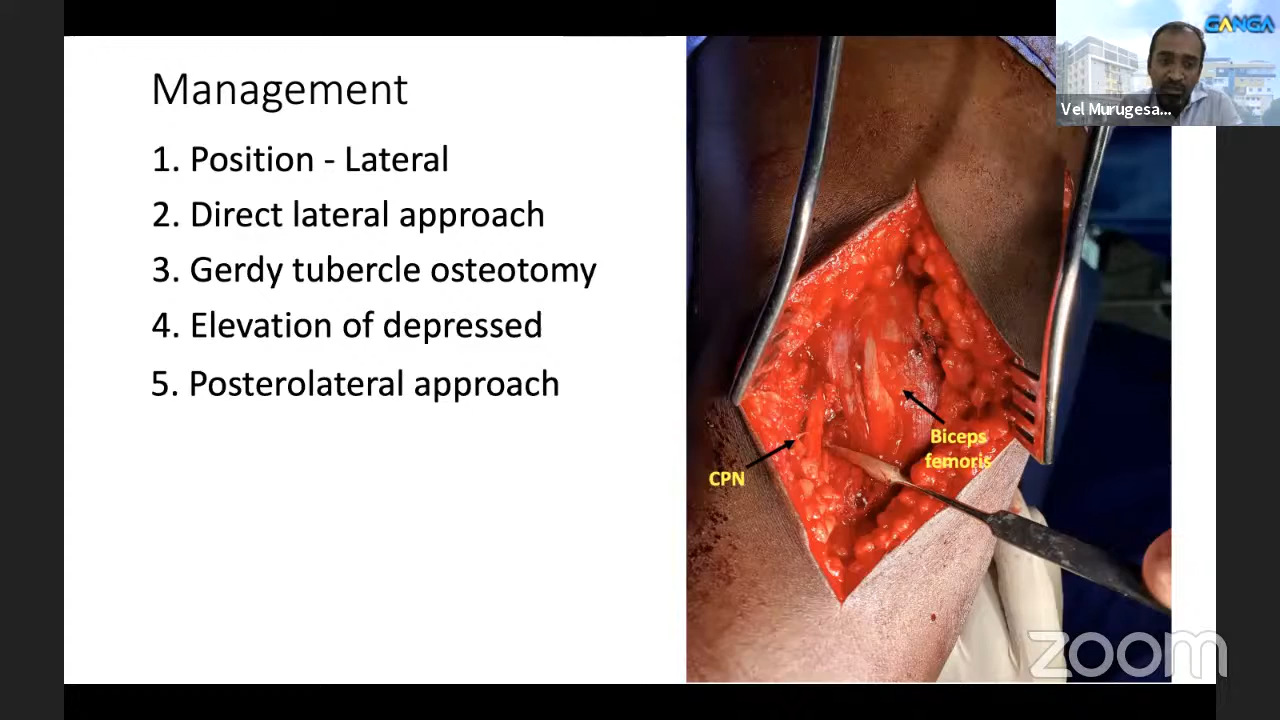 GANGA
Vel Murugesa...
Management
1. Position - Lateral
2. Direct lateral approach
3. Gerdy tubercle osteotomy
4. Elevation of depressed
5. Posterolateral approach
Biceps
femoris
CPN
zoom